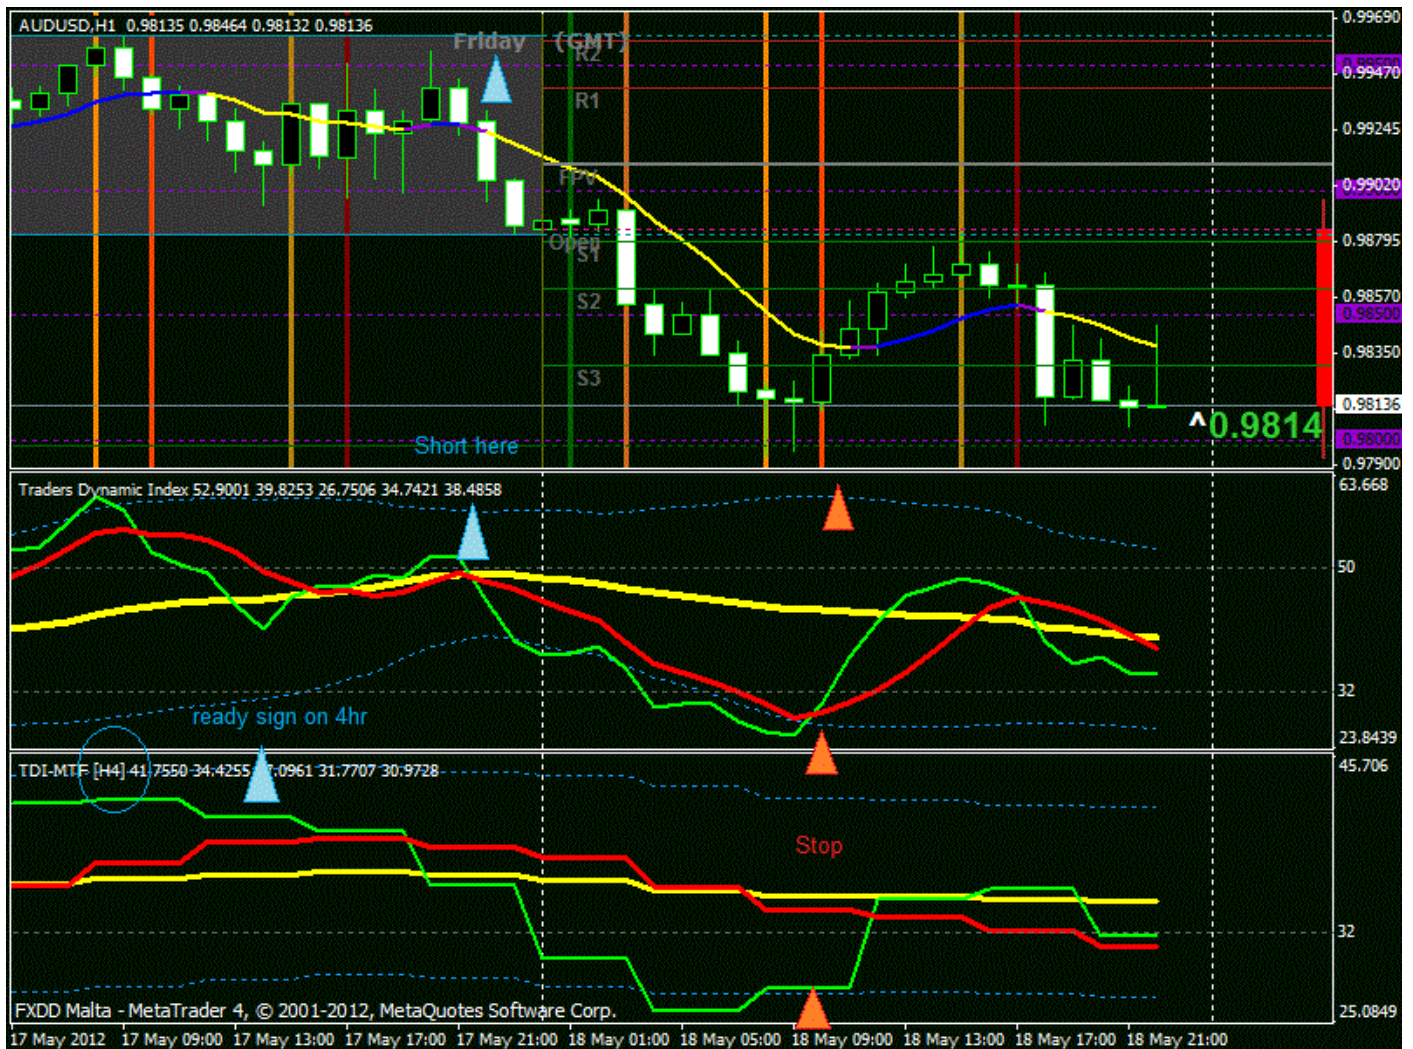 AUDUSD,H1 0.98135 0.98464 0.98132 0.98136
Friday (GMT)
R2
R1
FPV
Open
S1
S2
S3
^0.9814
Short here
0.99690
0.99500
0.99470
0.99245
0.99020
0.98795
0.98570
0.98500
0.98350
0.98136
0.98000
0.97900
Traders Dynamic Index 52.9001 39.8253 26.7506 34.7421 38.4858
63.668
50
32
23.8439
ready sign on 4hr
TDI-MTF [H4] 41.7550 34.4255 .0961 31.7707 30.9728
45.706
Stop
32
25.0849
FXDD Malta - MetaTrader 4, © 2001-2012, MetaQuotes Software Corp.
17 May 2012 17 May 09:00 17 May 13:00 17 May 17:00 17 May 21:00 18 May 01:00 18 May 05:00 18 May 09:00 18 May 13:00 18 May 17:00 18 May 21:00